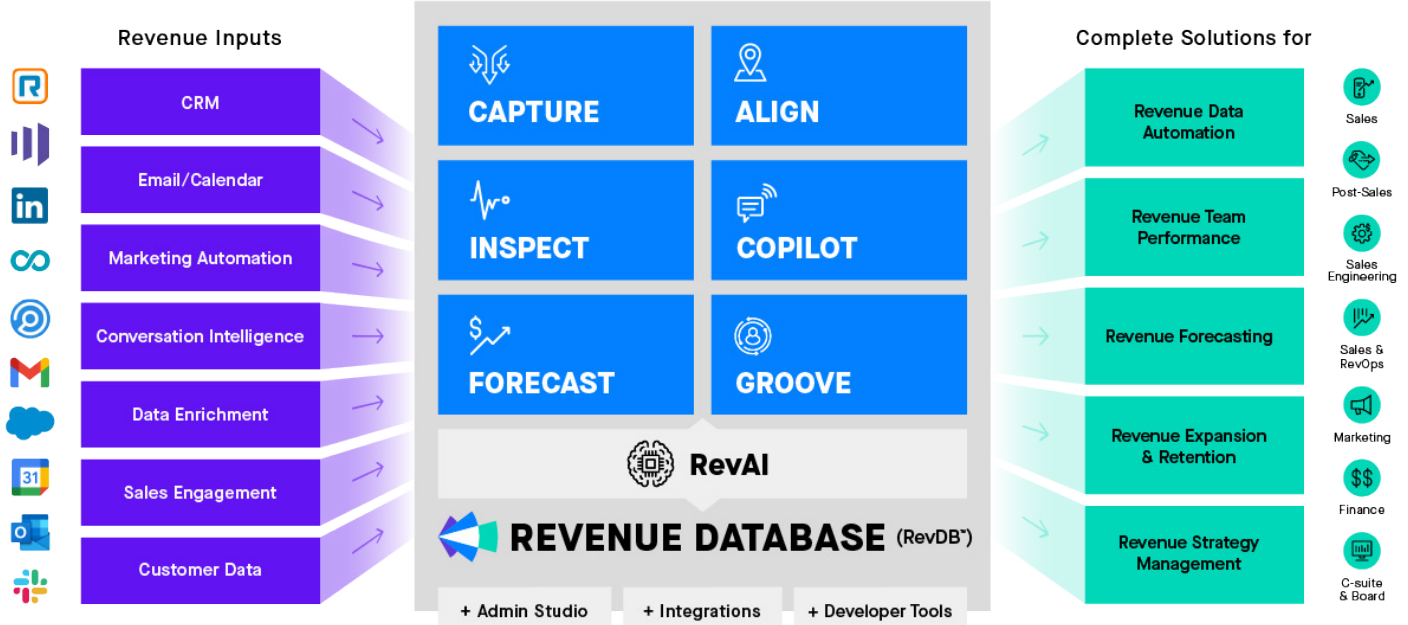 Revenue Inputs
CRM
Email/Calendar
Marketing Automation
Conversation Intelligence
Data Enrichment
Sales Engagement
Customer Data
R
in
31
O
CAPTURE
ALIGN
INSPECT
COPILOT
$
FORECAST
GROOVE
RevAI
REVENUE DATABASE (RevDB™)
+ Admin Studio
+ Integrations
+ Developer Tools
Complete Solutions for
Revenue Data
Automation
Revenue Team
Performance
Revenue Forecasting
Revenue Expansion
& Retention
Revenue Strategy
Management
Sales
Post-Sales
Sales
Engineering
Sales &
RevOps
Marketing
$$
Finance
C-suite
& Board